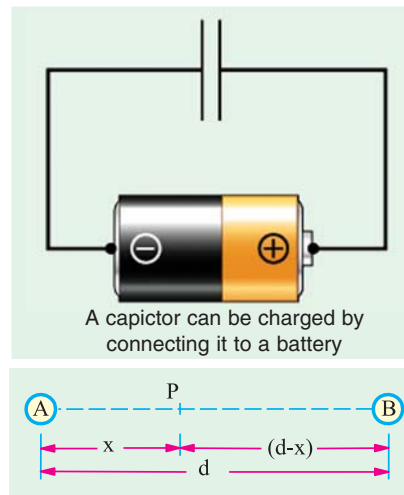 − +
A capictor can be charged by
connecting it to a battery
P
A B
x (d-x)
d